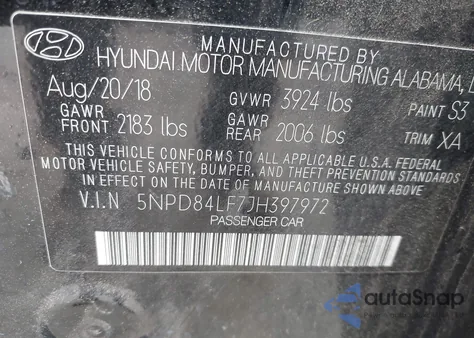 MANUFACTURED BY
HYUNDAI MOTOR MANUFACTURING ALABAMA,
Aug/20/18 GVWR 3924 lbs PAINT S3
GAWR FRONT 2183 lbs GAWR REAR 2006 lbs TRIM XA
THIS VEHICLE CONFORMS TO ALL APPLICABLE U.S.A. FEDERAL
MOTOR VEHICLE SAFETY, BUMPER, AND THEFT PREVENTION
STANDARDS IN EFFECT ON THE DATE OF MANUFACTURE SHOWN ABOVE.
V.I.N 5NPD84LF7JH397972
PASSENGER CAR
autoSnap